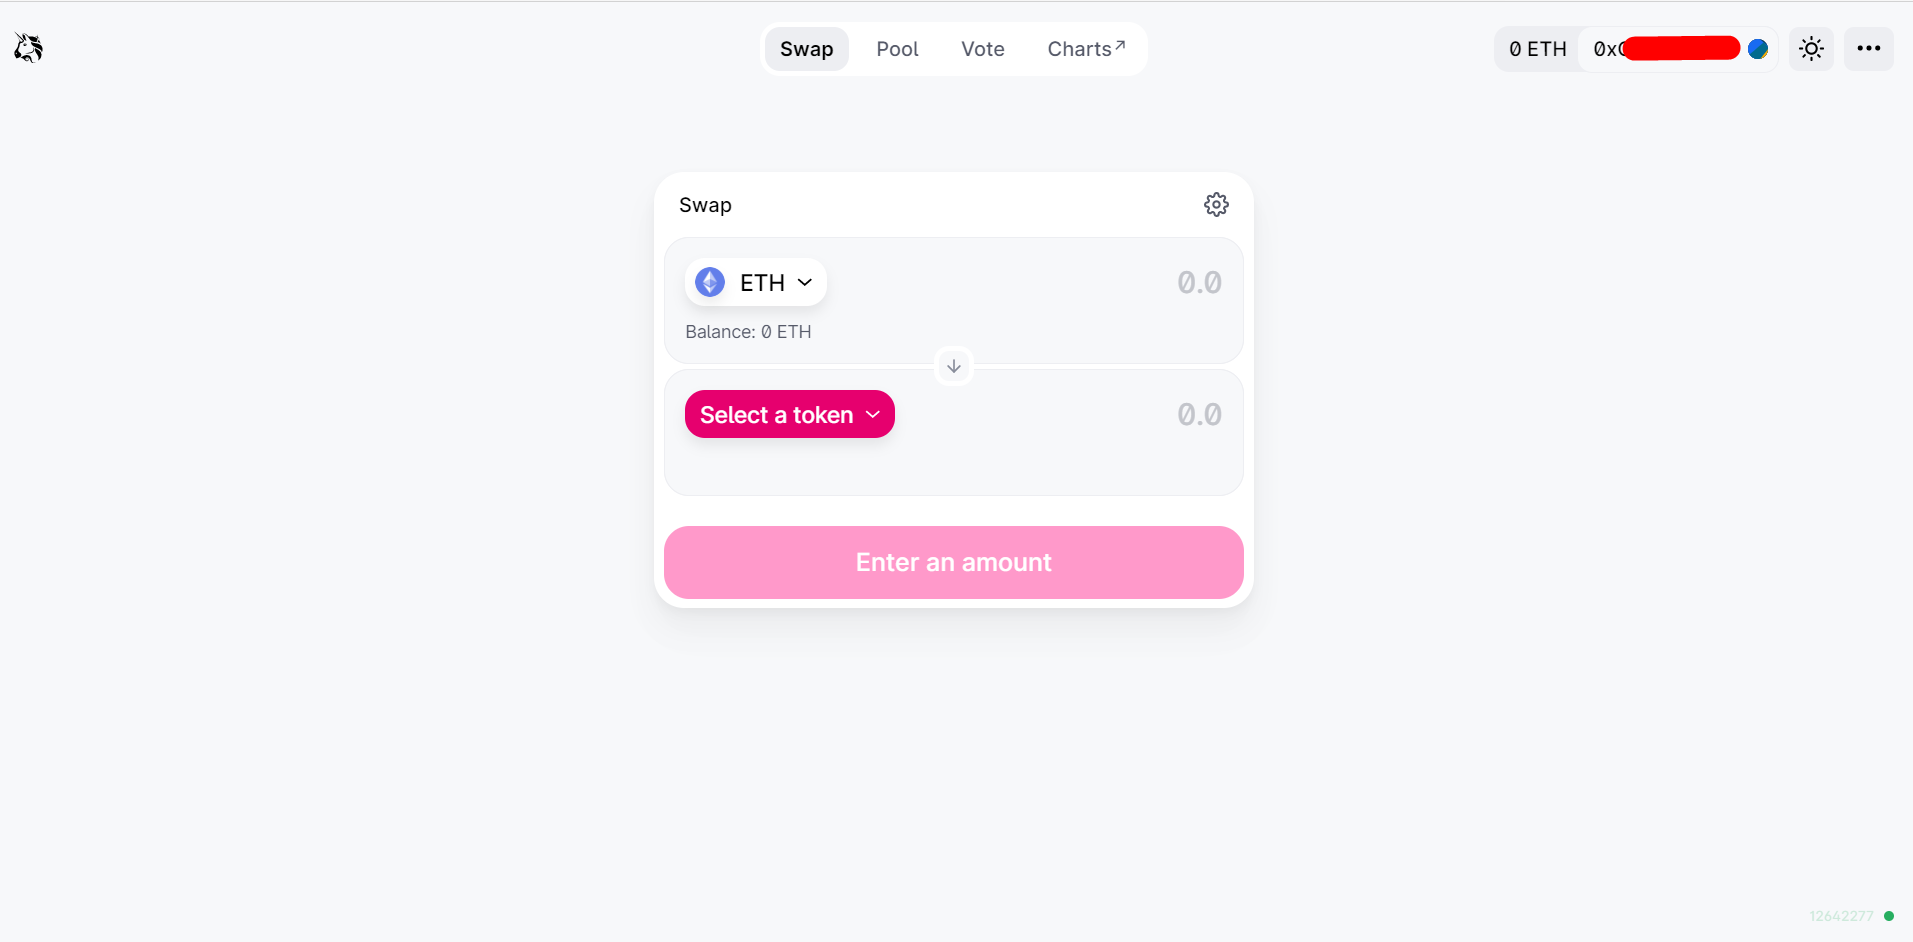 Swap Pool Vote Charts↗ 0 ETH 0x
Swap
ETH 0.0
Balance: 0 ETH
Select a token 0.0
Enter an amount
12642277